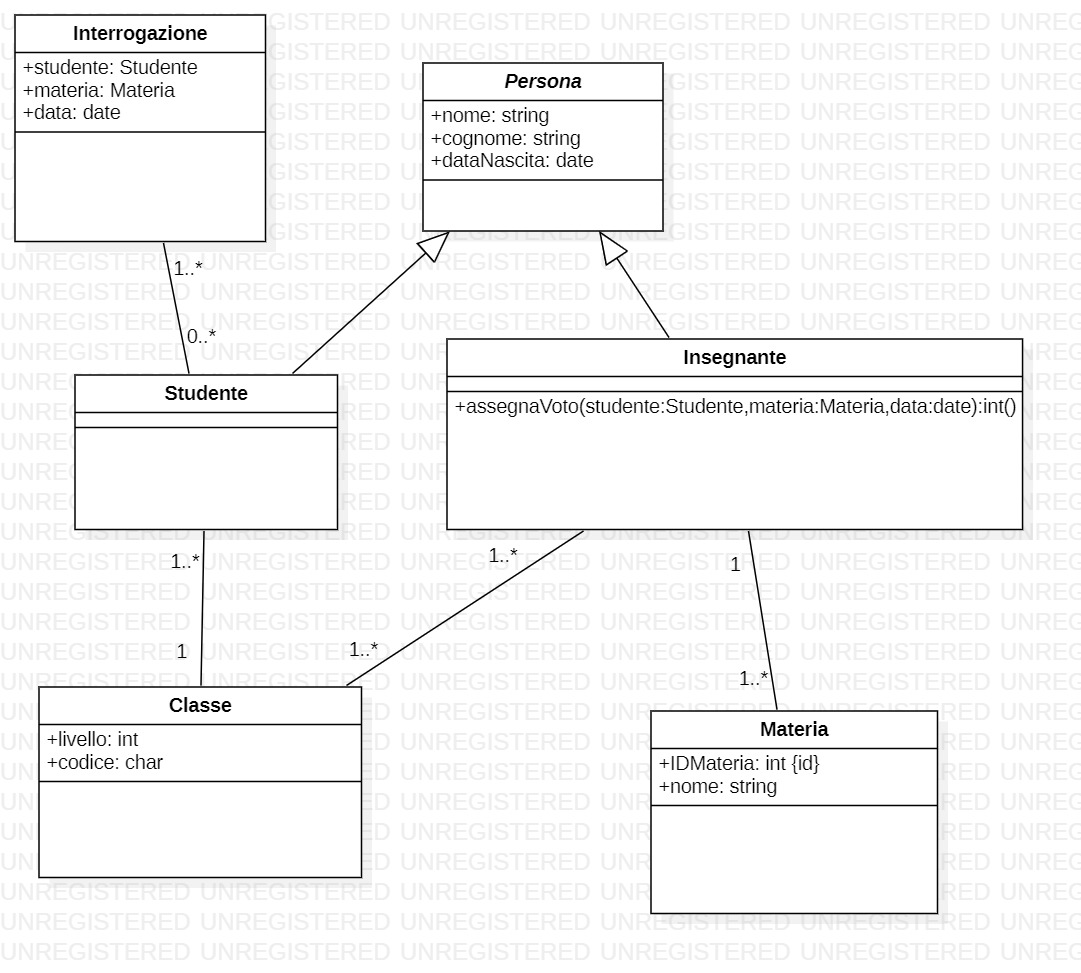 Interrogazione
+studente: Studente
+materia: Materia
+data: date
Persona
+nome: string
+cognome: string
+dataNascita: date
1..*
0..*
Studente
Insegnante
+assegnaVoto(studente:Studente,materia:Materia,data:date):int()
1..*
1
1..*
1..*
1
1..*
Classe
+livello: int
+codice: char
Materia
+IDMateria: int {id}
+nome: string
UNREGISTERED UNREGISTERED UNREGISTERED UNREGISTERED UNREGISTERED